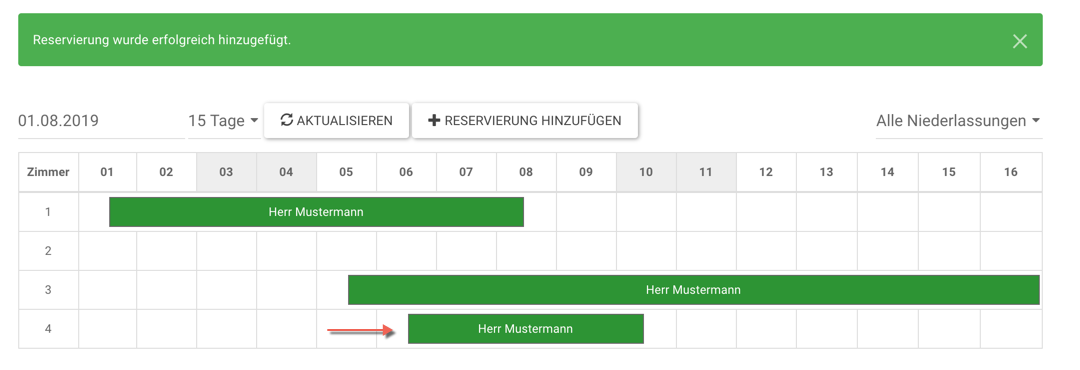 Reservierung wurde erfolgreich hinzugefügt.
01.08.2019 15 Tage AKTUALISIEREN RESERVIERUNG HINZUFÜGEN Alle Niederlassungen
Zimmer 01 02 03 04 05 06 07 08 09 10 11 12 13 14 15 16
1 Herr Mustermann
2
3 Herr Mustermann
4 Herr Mustermann